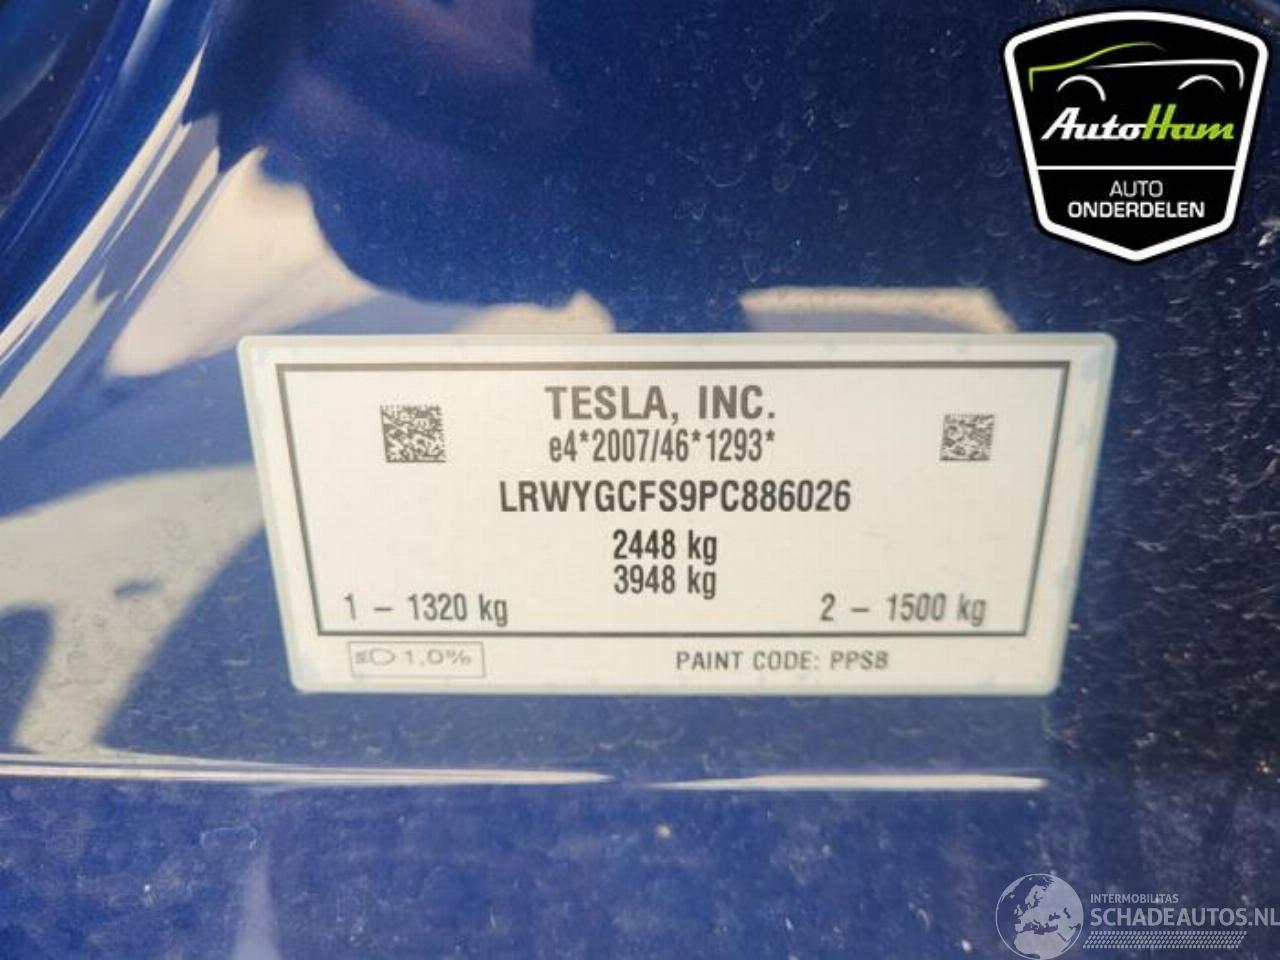 AutoHam
AUTO
ONDERDELEN
TESLA, INC.
e4*2007/46*1293*
LRWYGCFS9PC886026
2448 kg
3948 kg
1 - 1320 kg
2 - 1500 kg
1,0%
PAINT CODE: PPSB
INTERMOBILITAS
SCHADEAUTOS.NL